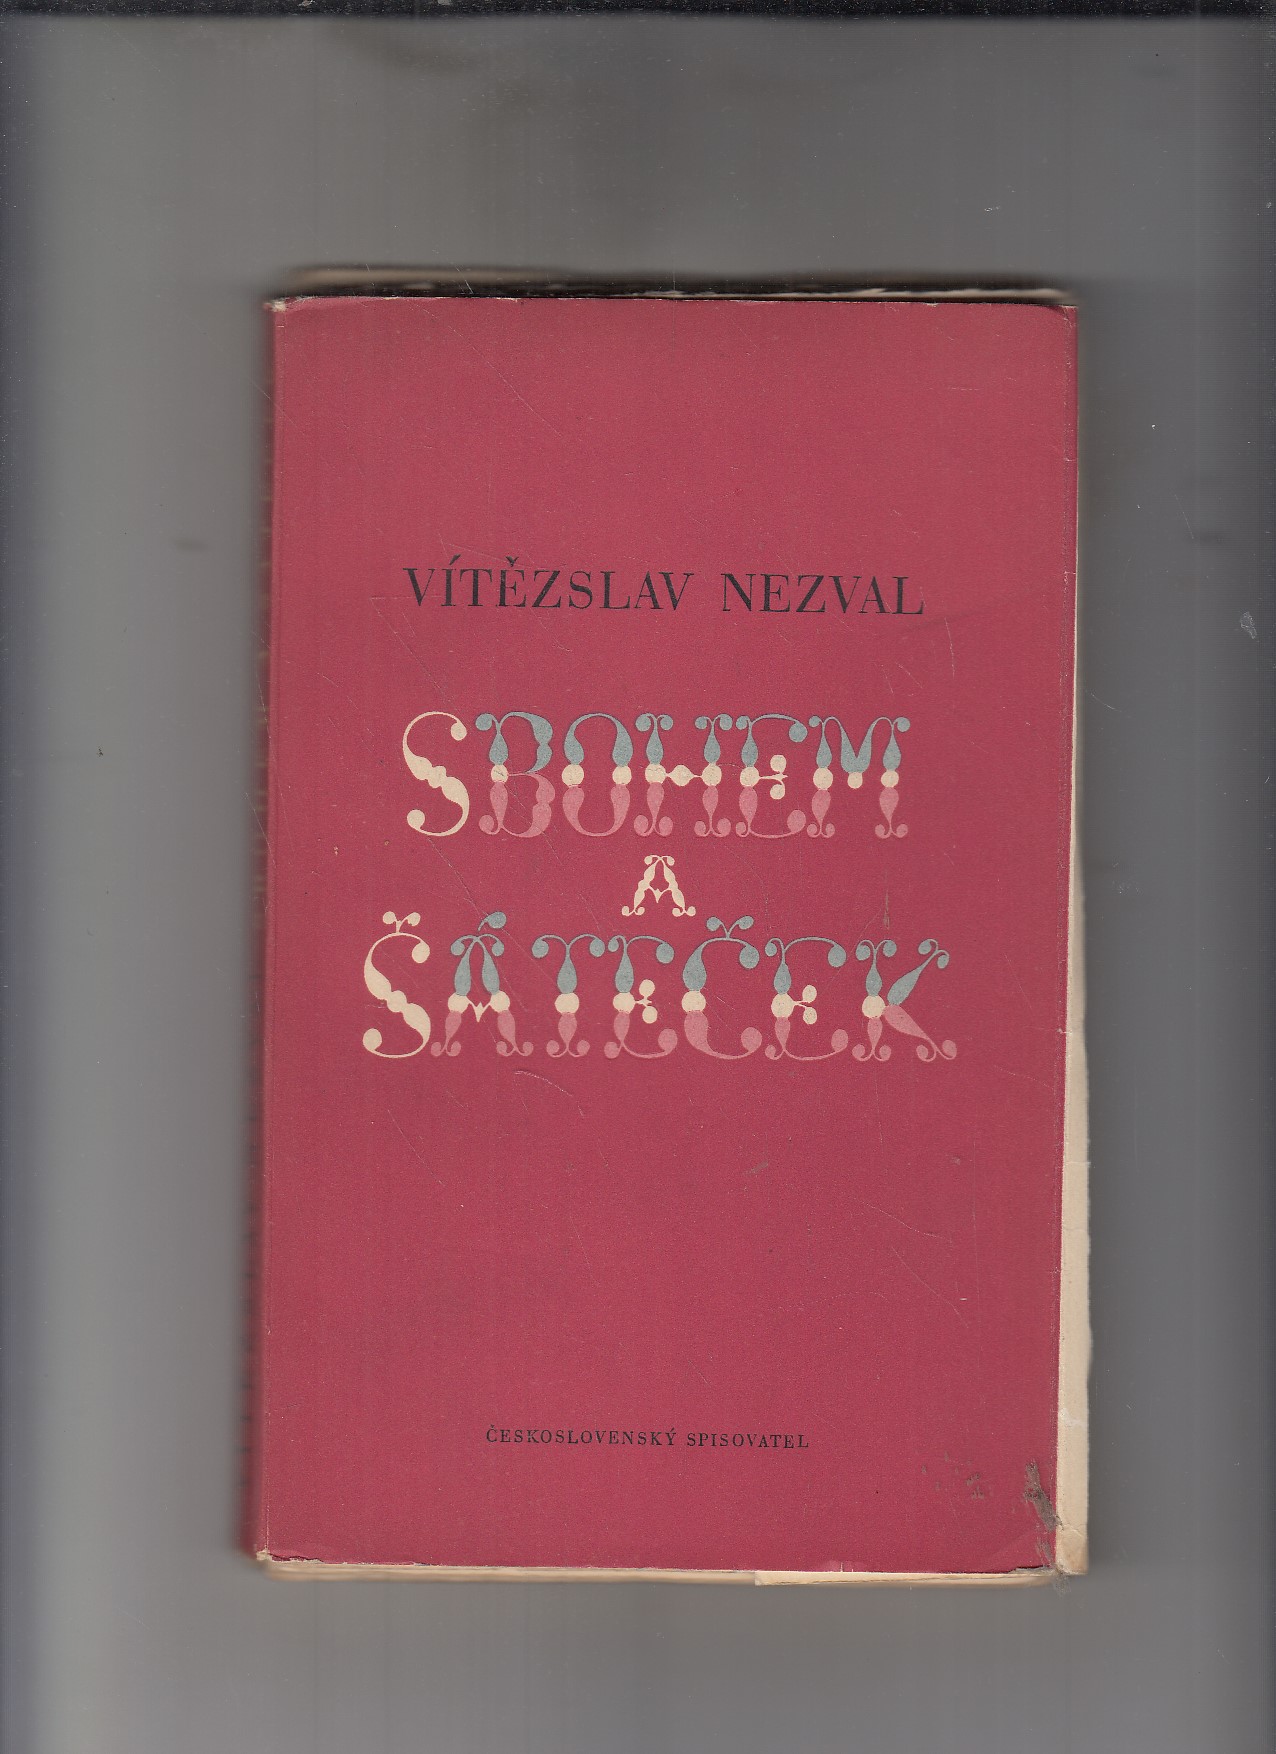 VÍTĚZSLAV NEZVAL
SBOHEM
A
ŠÁTEČEK
ČESKOSLOVENSKÝ SPISOVATEL